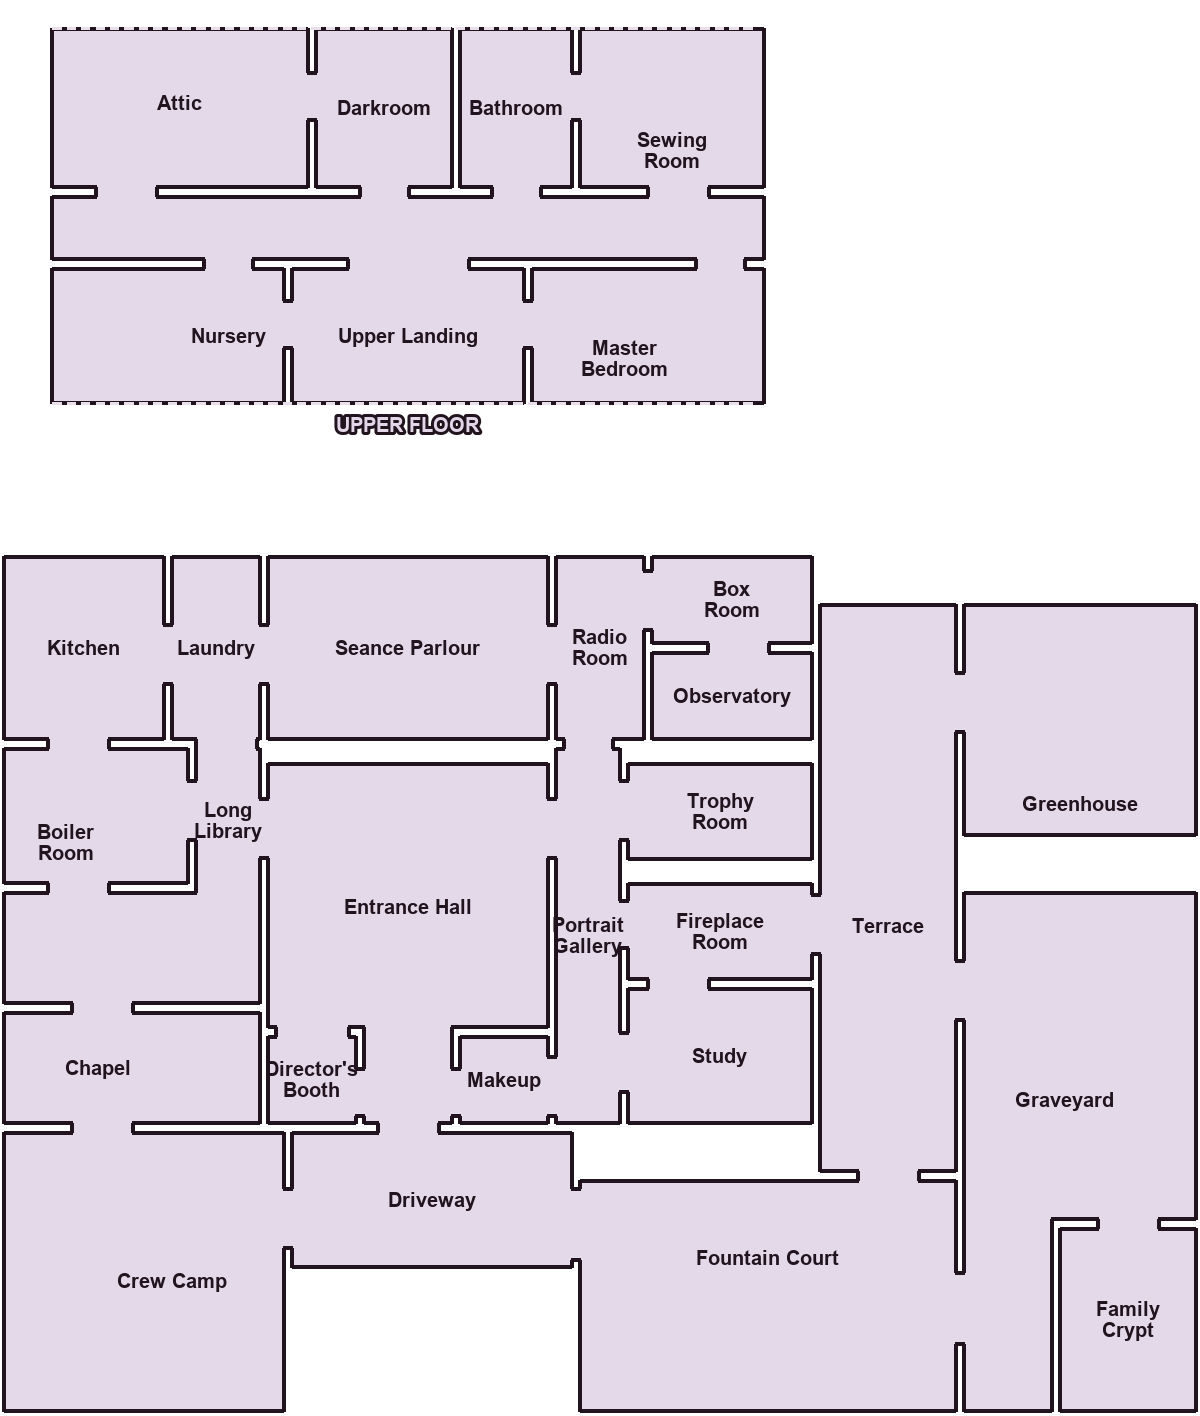 Attic
Darkroom
Bathroom
Sewing
Room
Nursery
Upper Landing
Master
Bedroom
UPPER FLOOR
Kitchen
Laundry
Seance Parlour
Radio
Room
Box
Room
Observatory
Boiler
Room
Long
Library
Trophy
Room
Greenhouse
Entrance Hall
Portrait
Gallery
Fireplace
Room
Terrace
Chapel
Director's
Booth
Makeup
Study
Graveyard
Driveway
Crew Camp
Fountain Court
Family
Crypt